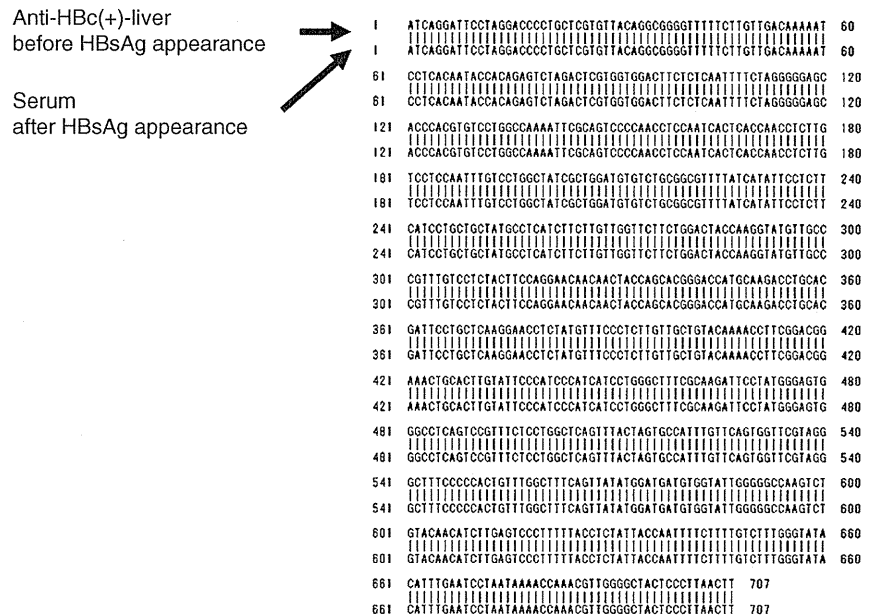 Anti-HBc(+)-liver
before HBsAg appearance
Serum
after HBsAg appearance
1 ATCAGGATTCCTAGGACCCCTGCTCGTGTTACAGGCGGGGTTTTTCTTGTTGACAAAAAT 60
1 ATCAGGATTCCTAGGACCCCTGCTCGTGTTACAGGCGGGGTTTTTCTTGTTGACAAAAAT 60
61 CCTCACAATACCACAGAGTCTAGACTCGTGGTGGACTTCTCTCAATTTTCTAGGGGGAGC 120
61 CCTCACAATACCACAGAGTCTAGACTCGTGGTGGACTTCTCTCAATTTTCTAGGGGGAGC 120
121 ACCCACGTGTCCTGGCCAAAATTCGCAGTCCCCAACCTCCAATCACTCACCAACCTCTTG 180
121 ACCCACGTGTCCTGGCCAAAATTCGCAGTCCCCAACCTCCAATCACTCACCAACCTCTTG 180
181 TCCTCCAATTTGTCCTGGCTATCGCTGGATGTGTCTGCGGCGTTTTATCATATTCCTCTT 240
181 TCCTCCAATTTGTCCTGGCTATCGCTGGATGTGTCTGCGGCGTTTTATCATATTCCTCTT 240
241 CATCCTGCTGCTATGCCTCATCTTCTTGTTGGTTCTTCTGGACTACCAAGGTATGTTGCC 300
241 CATCCTGCTGCTATGCCTCATCTTCTTGTTGGTTCTTCTGGACTACCAAGGTATGTTGCC 300
301 CGTTTGTCCTCTACTTCCAGGAACAACAACTACCAGCACGGGACCATGCAAGACCTGCAC 360
301 CGTTTGTCCTCTACTTCCAGGAACAACAACTACCAGCACGGGACCATGCAAGACCTGCAC 360
361 GATTCCTGCTCAAGGAACCTCTATGTTTCCCTCTTGTTGCTGTACAAAACCTTCGGACGG 420
361 GATTCCTGCTCAAGGAACCTCTATGTTTCCCTCTTGTTGCTGTACAAAACCTTCGGACGG 420
421 AAACTGCACTTGTATTCCCATCCCATCATCCTGGGCTTTCGCAAGATTCCTATGGGAGTG 480
421 AAACTGCACTTGTATTCCCATCCCATCATCCTGGGCTTTCGCAAGATTCCTATGGGAGTG 480
481 GGCCTCAGTCCGTTTCTCCTGGCTCAGTTTACTAGTGCCATTTGTTCAGTGGTTCGTAGG 540
481 GGCCTCAGTCCGTTTCTCCTGGCTCAGTTTACTAGTGCCATTTGTTCAGTGGTTCGTAGG 540
541 GCTTTCCCCCACTGTTTGGCTTTCAGTTATATGGATGATGTGGTATTGGGGGCCAAGTCT 600
541 GCTTTCCCCCACTGTTTGGCTTTCAGTTATATGGATGATGTGGTATTGGGGGCCAAGTCT 600
601 GTACAACATCTTGAGTCCCTTTTTACCTCTATTACCAATTTTCTTTTGTCTTTGGGTATA 660
601 GTACAACATCTTGAGTCCCTTTTTACCTCTATTACCAATTTTCTTTTGTCTTTGGGTATA 660
661 CATTTGAATCCTAATAAAACCAAACGTTGGGGCTACTCCCTTAACTT 707
661 CATTTGAATCCTAATAAAACCAAACGTTGGGGCTACTCCCTTAACTT 707